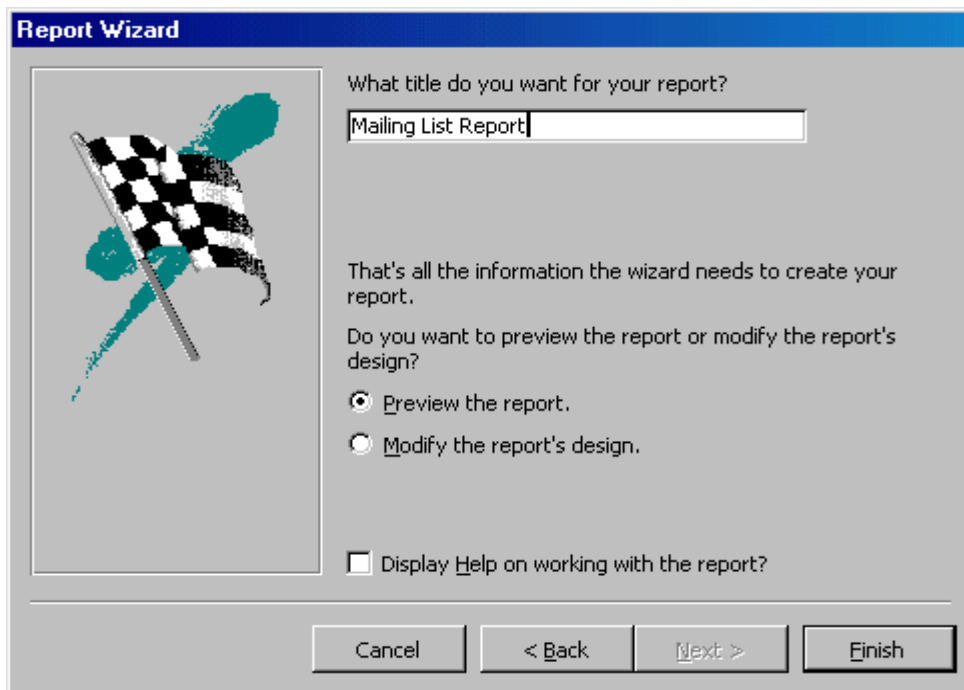 Report Wizard
What title do you want for your report?
Mailing List Report
That's all the information the wizard needs to create your
report.
Do you want to preview the report or modify the report's
design?
Preview the report.
Modify the report's design.
Display Help on working with the report?
Cancel
< Back
Next >
Finish